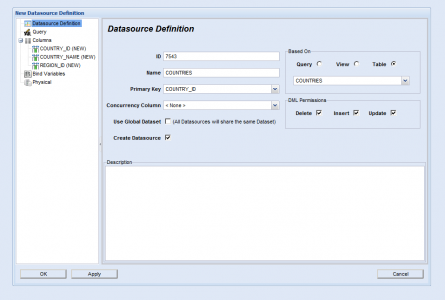 New Datasource Definition
Datasource Definition
Query
Columns
COUNTRY_ID (NEW)
COUNTRY_NAME (NEW)
REGION_ID (NEW)
Bind Variables
Physical
Datasource Definition
ID 7543
Name COUNTRIES
Primary Key COUNTRY_ID
Concurrency Column < None >
Use Global Dataset (All Datasources will share the same Dataset)
Create Datasource
Based On
Query View Table
COUNTRIES
DML Permissions
Delete Insert Update
Description
OK Apply Cancel